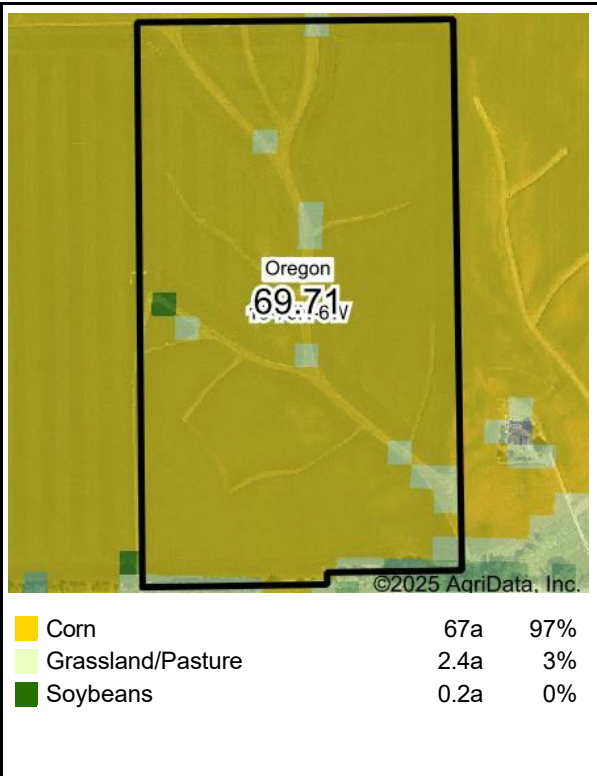 Oregon
69.71
©2025 AgriData, Inc.
Corn 67a 97%
Grassland/Pasture 2.4a 3%
Soybeans 0.2a 0%